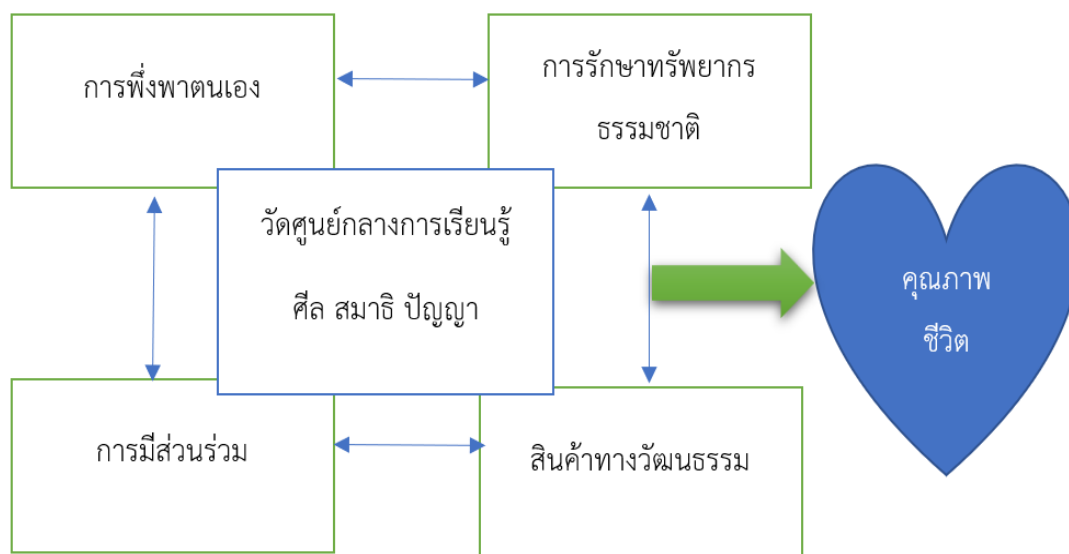 การพึ่งพาตนเอง
การรักษาทรัพยากร
ธรรมชาติ
วัดศูนย์กลางการเรียนรู้
ศีล สมาธิ ปัญญา
คุณภาพ
ชีวิต
การมีส่วนร่วม
สินค้าทางวัฒนธรรม